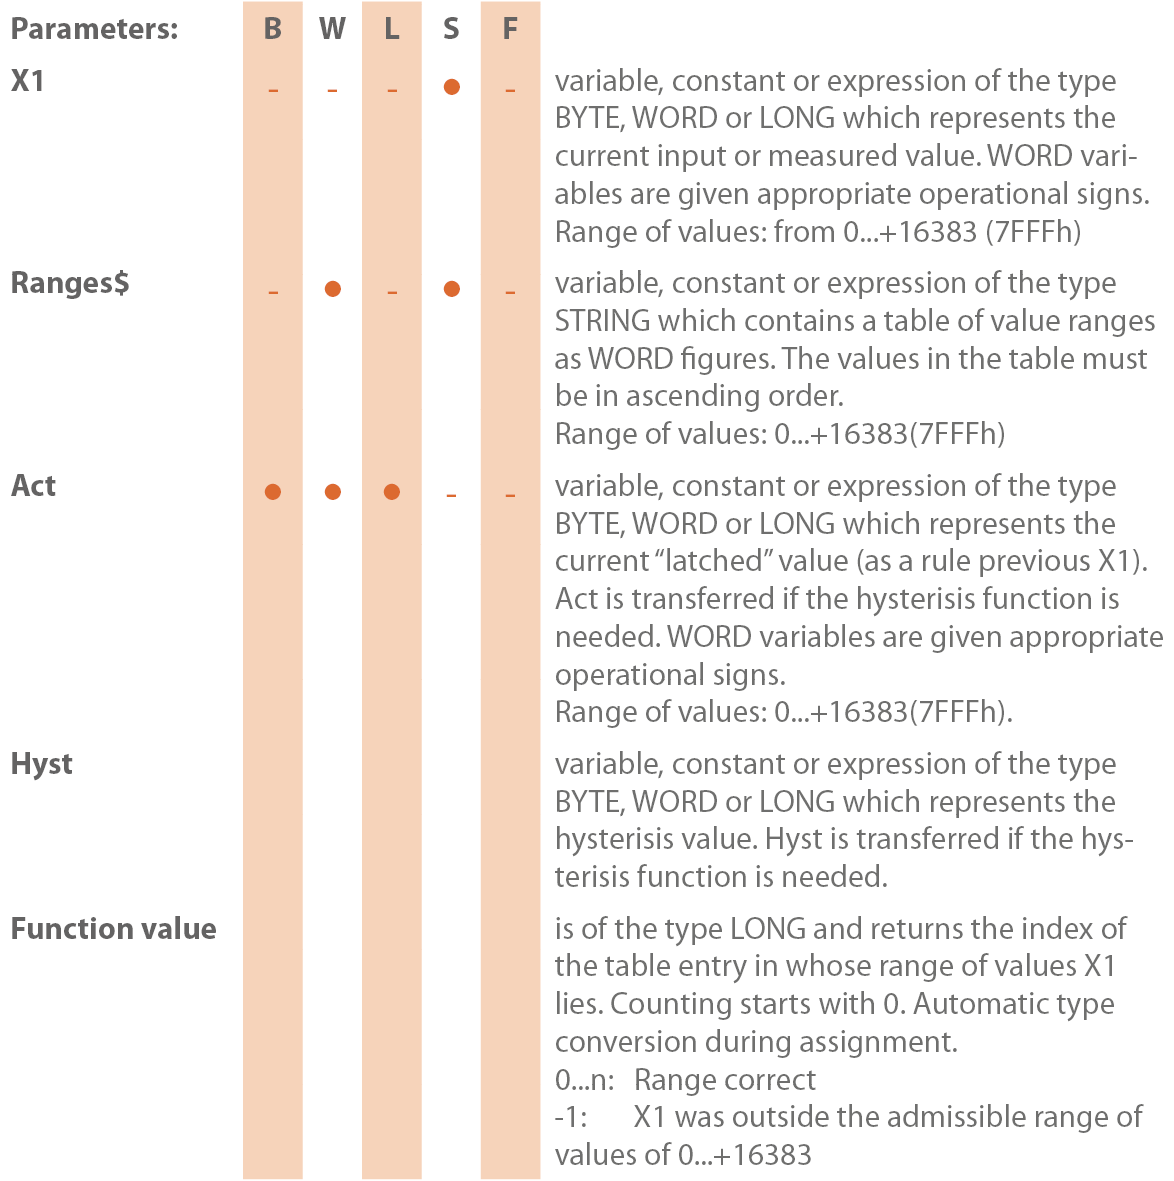 Parameters: B W L S F
X1 - - - ● - variable, constant or expression of the type
BYTE, WORD or LONG which represents the
current input or measured value. WORD vari-
ables are given appropriate operational signs.
Range of values: from 0...+16383 (7FFFh)
Ranges$ - ● - ● - variable, constant or expression of the type
STRING which contains a table of value ranges
as WORD figures. The values in the table must
be in ascending order.
Range of values: 0...+16383(7FFFh)
Act ● ● ● - - variable, constant or expression of the type
BYTE, WORD or LONG which represents the
current “latched” value (as a rule previous X1).
Act is transferred if the hysterisis function is
needed. WORD variables are given appropriate
operational signs.
Range of values: 0...+16383(7FFFh).
Hyst variable, constant or expression of the type
BYTE, WORD or LONG which represents the
hysterisis value. Hyst is transferred if the hys-
terisis function is needed.
Function value is of the type LONG and returns the index of
the table entry in whose range of values X1
lies. Counting starts with 0. Automatic type
conversion during assignment.
0...n: Range correct
-1: X1 was outside the admissible range of
values of 0...+16383